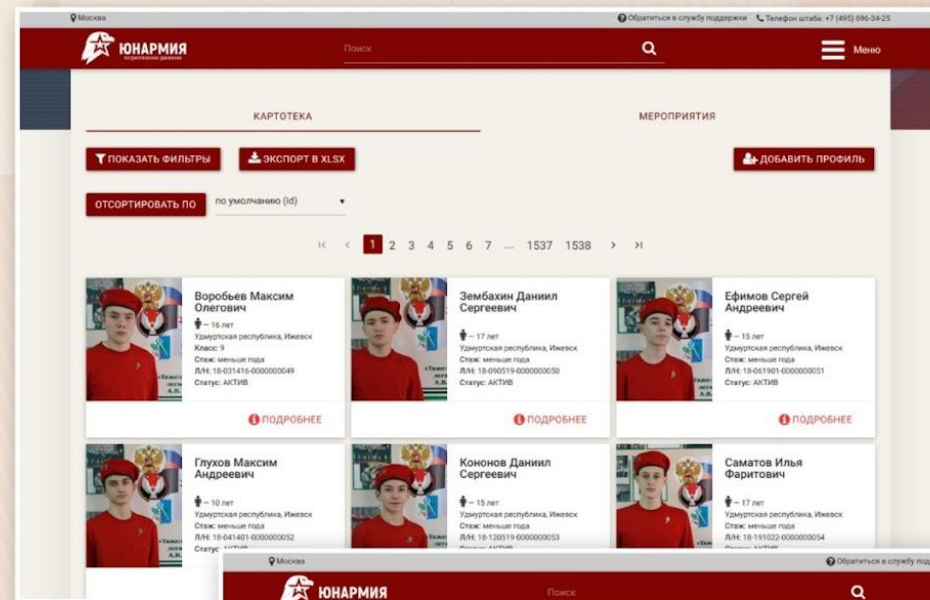 Москва
Обратиться в службу поддержки Телефон штаба: +7 (495) 696-34-25
ЮНАРМИЯ
Поиск
Меню
КАРТОТЕКА МЕРОПРИЯТИЯ
ПОКАЗАТЬ ФИЛЬТРЫ ЭКСПОРТ В XLSX ДОБАВИТЬ ПРОФИЛЬ
ОТСОРТИРОВАТЬ ПО по умолчанию (id)
1 2 3 4 5 6 7 ... 1537 1538
Воробьев Максим
Олегович
– 16 лет
Удмуртская республика, Ижевск
Класс: 9
Стаж: меньше года
Л/Н: 18-031416-0000000049
Статус: АКТИВ
ПОДРОБНЕЕ
Зембахин Даниил
Сергеевич
– 17 лет
Удмуртская республика, Ижевск
Стаж: меньше года
Л/Н: 18-090519-0000000050
Статус: АКТИВ
ПОДРОБНЕЕ
Ефимов Сергей
Андреевич
– 15 лет
Удмуртская республика, Ижевск
Стаж: меньше года
Л/Н: 18-061901-0000000051
Статус: АКТИВ
ПОДРОБНЕЕ
Глухов Максим
Андреевич
– 10 лет
Удмуртская республика, Ижевск
Стаж: меньше года
Л/Н: 18-041401-0000000052
Статус: АКТИВ
Кононов Даниил
Сергеевич
– 15 лет
Удмуртская республика, Ижевск
Стаж: меньше года
Л/Н: 18-120519-0000000053
Саматов Илья
Фаритович
– 17 лет
Удмуртская республика, Ижевск
Стаж: меньше года
Л/Н: 18-191022-0000000054
Москва
Обратиться в службу под
ЮНАРМИЯ
Поиск